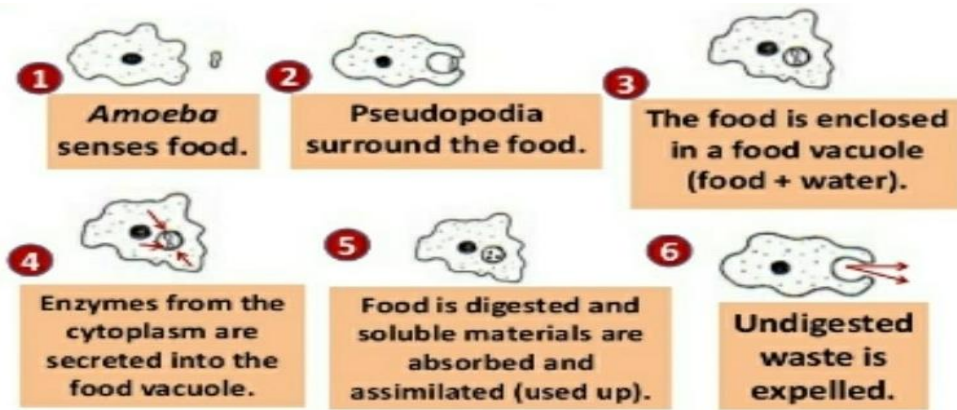 1
Amoeba
senses food.
2
Pseudopodia
surround the food.
3
The food is enclosed
in a food vacuole
(food + water).
4
Enzymes from the
cytoplasm are
secreted into the
food vacuole.
5
Food is digested and
soluble materials are
absorbed and
assimilated (used up).
6
Undigested
waste is
expelled.